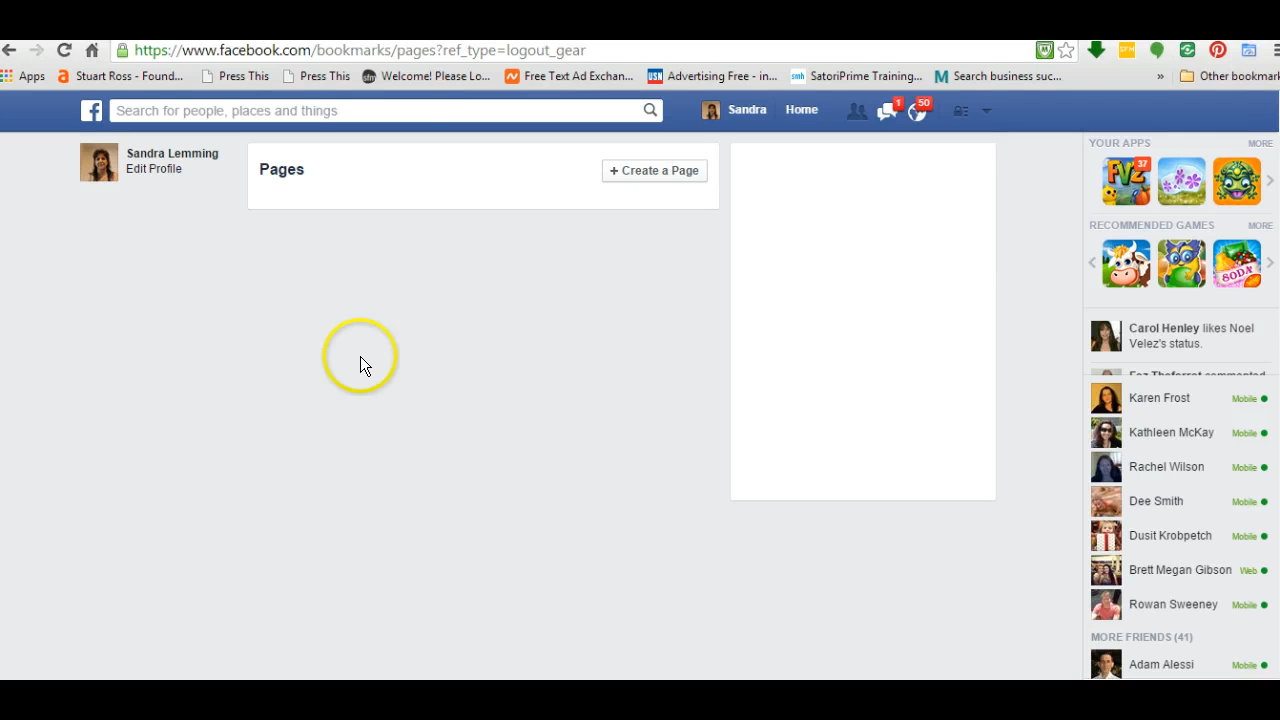 https://www.facebook.com/bookmarks/pages?ref_type=logout_gear
Apps Stuart Ross - Found... Press This Press This Welcome! Please Lo... Free Text Ad Exchan... Advertising Free - in... SatoriPrime Training... Search business suc... » Other bookmark
Search for people, places and things Sandra Home 1 50
Sandra Lemming
Edit Profile
Pages
+ Create a Page
YOUR APPS MORE
37
RECOMMENDED GAMES MORE
SODA
Carol Henley likes Noel
Velez's status.
Karen Frost Mobile
Kathleen McKay Mobile
Rachel Wilson Mobile
Dee Smith Mobile
Dusit Krobpetch Mobile
Brett Megan Gibson Web
Rowan Sweeney Mobile
MORE FRIENDS (41)
Adam Alessi Mobile